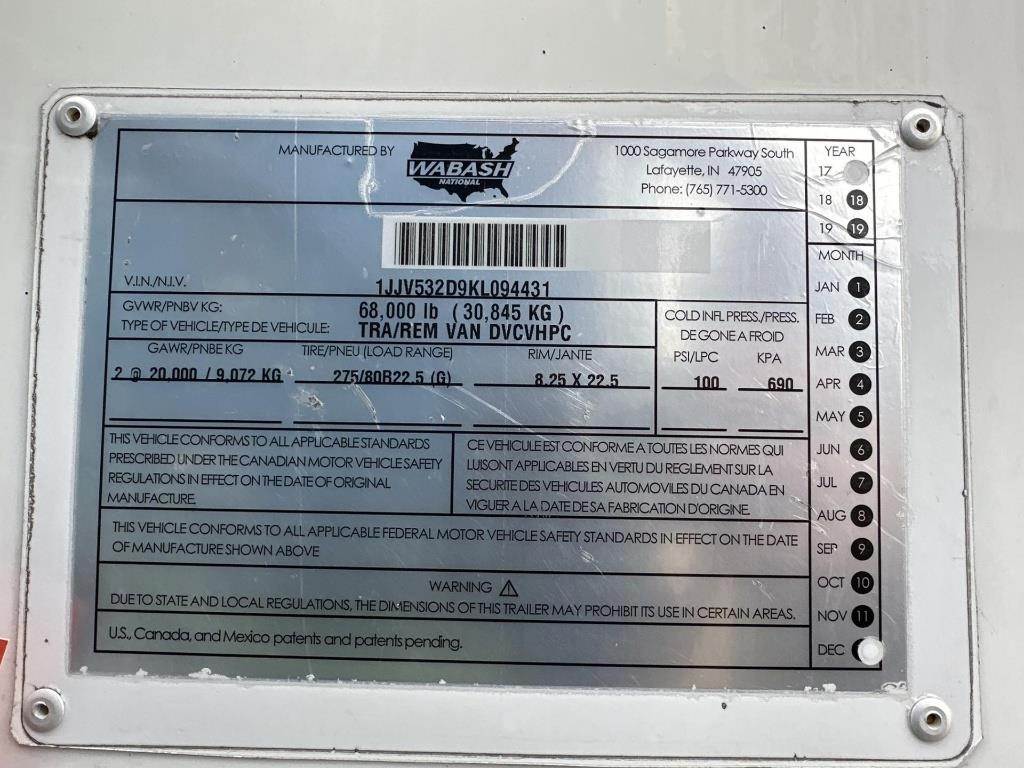 MANUFACTURED BY
WABASH
NATIONAL
1000 Sagamore Parkway South
Lafayette, IN 47905
Phone: (765) 771-5300
V.I.N./N.I.V.
1JJV532D9KL094431
GVWR/PNBV KG:
68,000 lb ( 30,845 KG )
TYPE OF VEHICLE/TYPE DE VEHICULE:
TRA/REM VAN DVCVHPC
GAWR/PNBE KG
TIRE/PNEU (LOAD RANGE)
RIM/JANTE
2 @ 20,000 / 9,072 KG
275/80R22.5 (G)
8.25 X 22.5
COLD INFL PRESS./PRESS.
DE GONE A FROID
PSI/LPC
KPA
100
690
THIS VEHICLE CONFORMS TO ALL APPLICABLE STANDARDS
PRESCRIBED UNDER THE CANADIAN MOTOR VEHICLE SAFETY
REGULATIONS IN EFFECT ON THE DATE OF ORIGINAL
MANUFACTURE.
CE VEHICULE EST CONFORME A TOUTES LES NORMES QUI
LUISONT APPLICABLES EN VERTU DU REGLEMENT SUR LA
SECURITE DES VEHICULES AUTOMOVILES DU CANADA EN
VIGUER A LA DATE DE SA FABRICATION D'ORIGINE.
THIS VEHICLE CONFORMS TO ALL APPLICABLE FEDERAL MOTOR VEHICLE SAFETY STANDARDS IN EFFECT ON THE DATE
OF MANUFACTURE SHOWN ABOVE
WARNING
DUE TO STATE AND LOCAL REGULATIONS, THE DIMENSIONS OF THIS TRAILER MAY PROHIBIT ITS USE IN CERTAIN AREAS.
U.S., Canada, and Mexico patents and patents pending.
YEAR
17
18 18
19 19
MONTH
JAN 1
FEB 2
MAR 3
APR 4
MAY 5
JUN 6
JUL 7
AUG 8
SEP 9
OCT 10
NOV 11
DEC